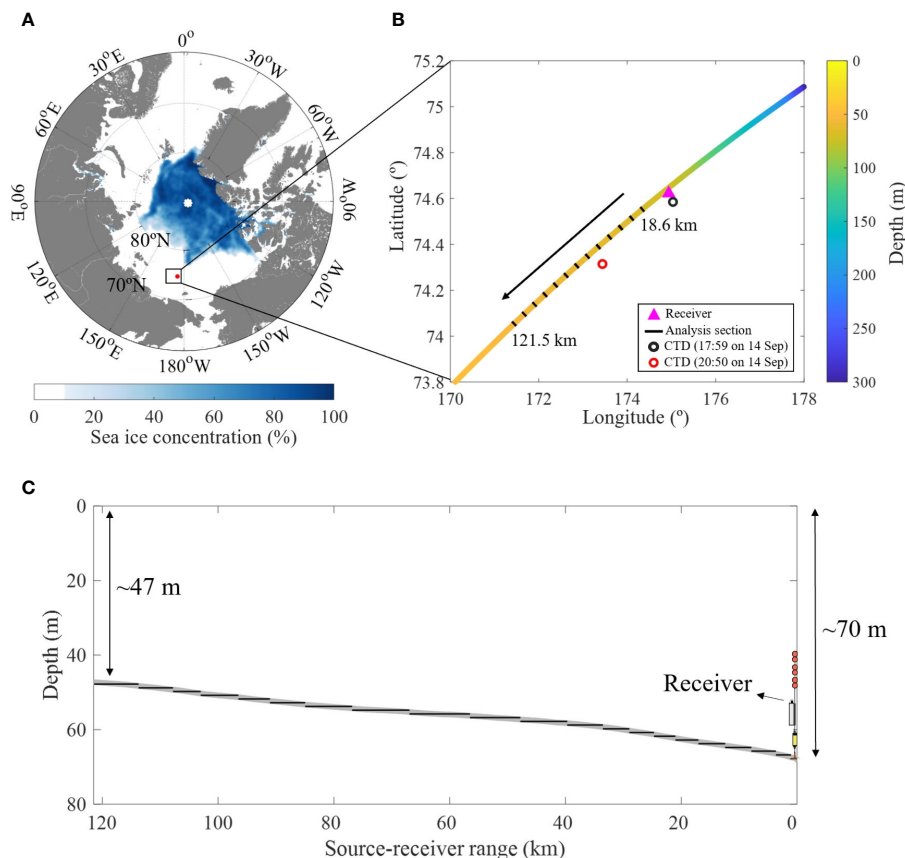 A
0°
30°E
30°W
60°E
60°W
90°E
90°W
120°E
120°W
150°E
150°W
180°W
80°N
70°N
0 20 40 60 80 100
Sea ice concentration (%)
B
75.2
75
74.8
74.6
74.4
74.2
74
73.8
Latitude (°)
170 172 174 176 178
Longitude (°)
18.6 km
121.5 km
Receiver
Analysis section
CTD (17:59 on 14 Sep)
CTD (20:50 on 14 Sep)
0
50
100
150
200
250
300
Depth (m)
C
0
20
40
60
80
Depth (m)
~47 m
~70 m
Receiver
120 100 80 60 40 20 0
Source-receiver range (km)